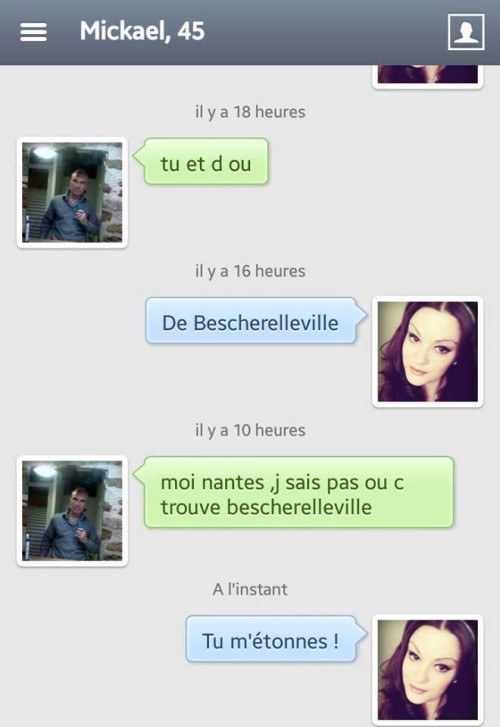 Mickael, 45
il y a 18 heures
tu et d ou
il y a 16 heures
De Bescherelleville
il y a 10 heures
moi nantes ,j sais pas ou c
trouve bescherelleville
A l'instant
Tu m'étonnes !